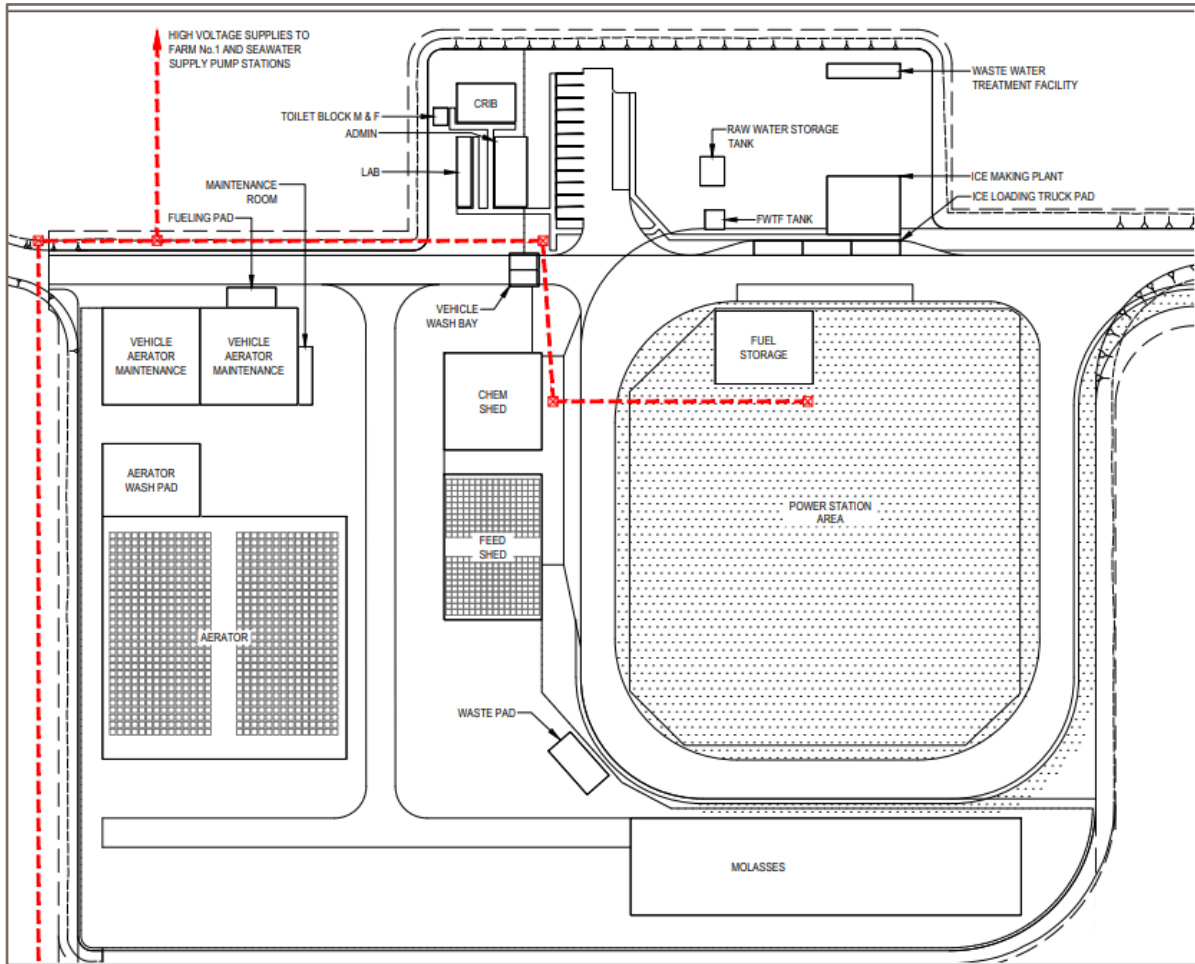 HIGH VOLTAGE SUPPLIES TO
FARM No.1 AND SEAWATER
SUPPLY PUMP STATIONS
CRIB
TOILET BLOCK M & F
ADMIN
LAB
WASTE WATER
TREATMENT FACILITY
RAW WATER STORAGE
TANK
ICE MAKING PLANT
ICE LOADING TRUCK PAD
FWTF TANK
MAINTENANCE
ROOM
FUELING PAD
VEHICLE
WASH BAY
VEHICLE
AERATOR
MAINTENANCE
VEHICLE
AERATOR
MAINTENANCE
FUEL
STORAGE
CHEM
SHED
AERATOR
WASH PAD
POWER STATION
AREA
FEED
SHED
AERATOR
WASTE PAD
MOLASSES